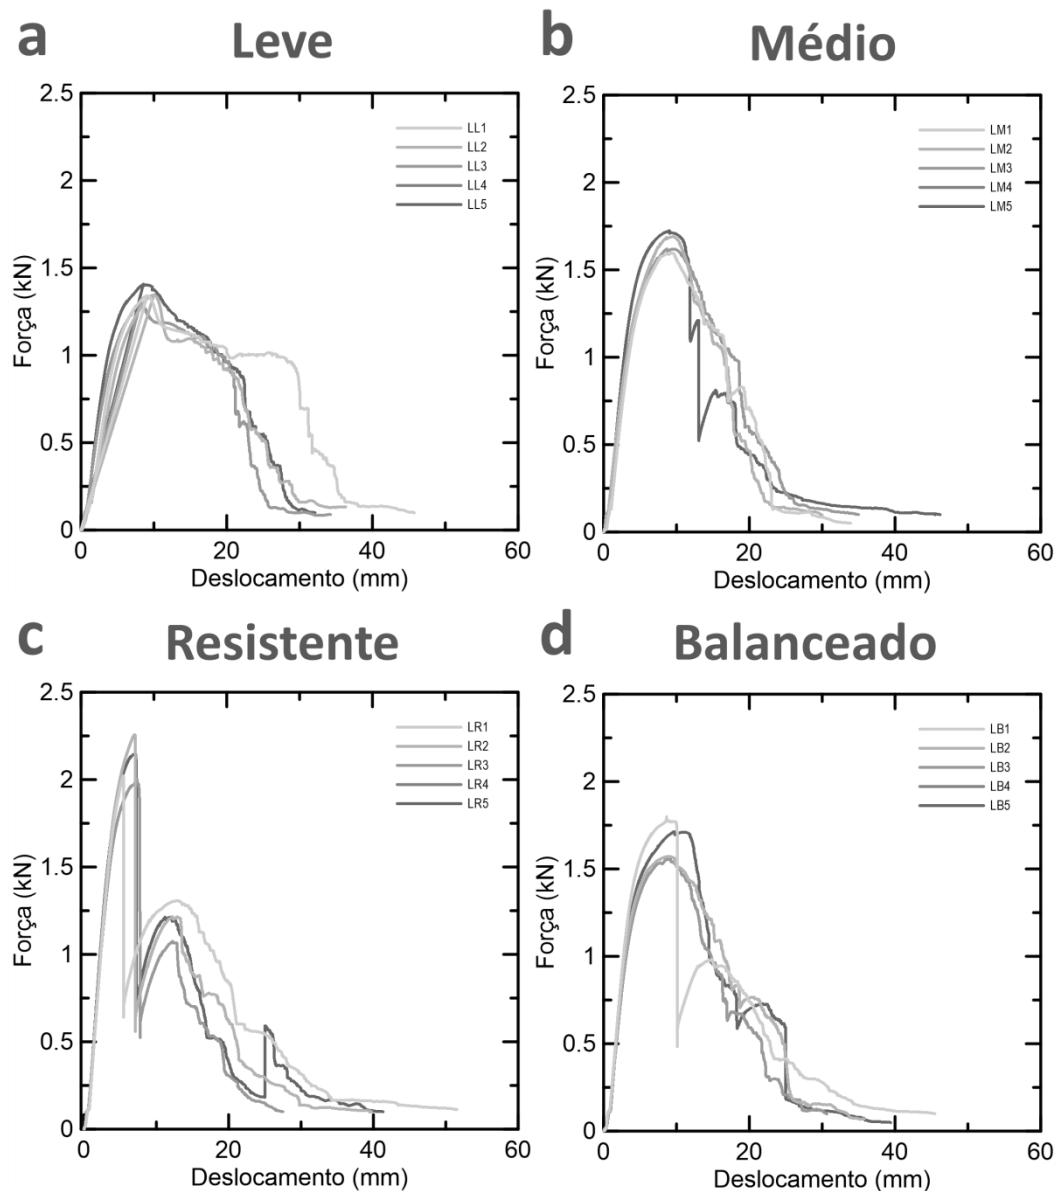 a Leve
2.5
2
1.5
1
0.5
0
Força (kN)
LL1
LL2
LL3
LL4
LL5
0 20 40 60
Deslocamento (mm)
b Médio
2.5
2
1.5
1
0.5
0
Força (kN)
LM1
LM2
LM3
LM4
LM5
0 20 40 60
Deslocamento (mm)
c Resistente
2.5
2
1.5
1
0.5
0
Força (kN)
LR1
LR2
LR3
LR4
LR5
0 20 40 60
Deslocamento (mm)
d Balanceado
2.5
2
1.5
1
0.5
0
Força (kN)
LB1
LB2
LB3
LB4
LB5
0 20 40 60
Deslocamento (mm)